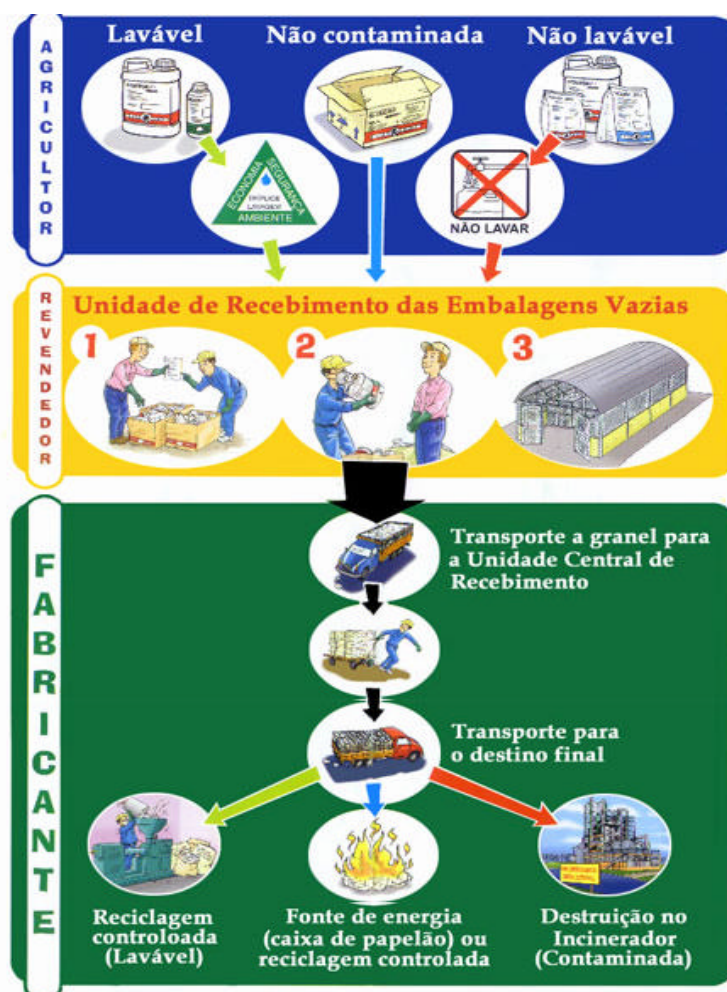 AGRICULTOR
Lavável
Não contaminada
Não lavável
ECONOMIA
SEGURANÇA
TRÍPLICE
LAVAGEM
AMBIENTE
NÃO LAVAR
REVENDEDOR
Unidade de Recebimento das Embalagens Vazias
1
2
3
FABRICANTE
Transporte a granel para
a Unidade Central de
Recebimento
Transporte para
o destino final
Reciclagem
controloada
(Lavável)
Fonte de energia
(caixa de papelão) ou
reciclagem controlada
Destruição no
Incinerador
(Contaminada)